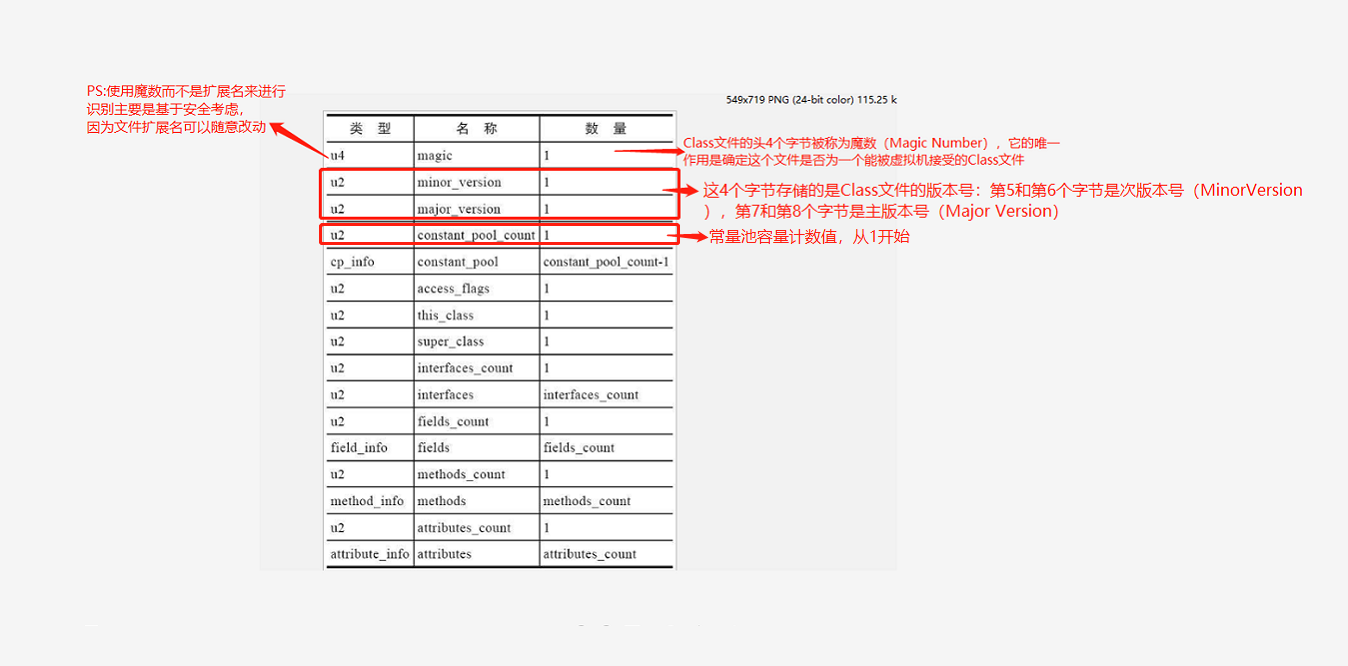 PS:使用魔数而不是扩展名来进行
识别主要是基于安全考虑，
因为文件扩展名可以随意改动
549x719 PNG (24-bit color) 115.25 k
类 型 名 称 数 量
u4 magic 1
Class文件的头4个字节被称为魔数（Magic Number），它的唯一
作用是确定这个文件是否为一个能被虚拟机接受的Class文件
u2 minor_version 1
u2 major_version 1
这4个字节存储的是Class文件的版本号：第5和第6个字节是次版本号（MinorVersion
），第7和第8个字节是主版本号（Major Version）
u2 constant_pool_count 1
常量池容量计数值，从1开始
cp_info constant_pool constant_pool_count-1
u2 access_flags 1
u2 this_class 1
u2 super_class 1
u2 interfaces_count 1
u2 interfaces interfaces_count
u2 fields_count 1
field_info fields fields_count
u2 methods_count 1
method_info methods methods_count
u2 attributes_count 1
attribute_info attributes attributes_count